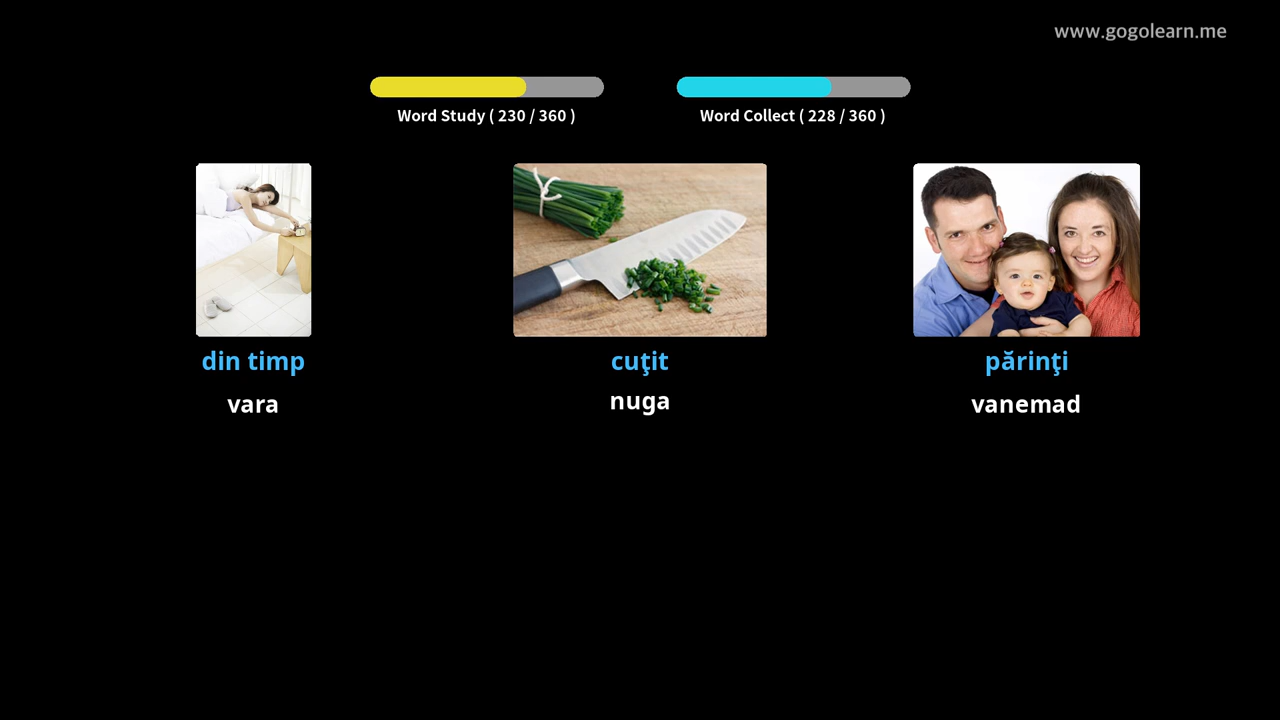 www.gogolearn.me
Word Study ( 230 / 360 )
Word Collect ( 228 / 360 )
din timp
cuţit
părinţi
vara
nuga
vanemad